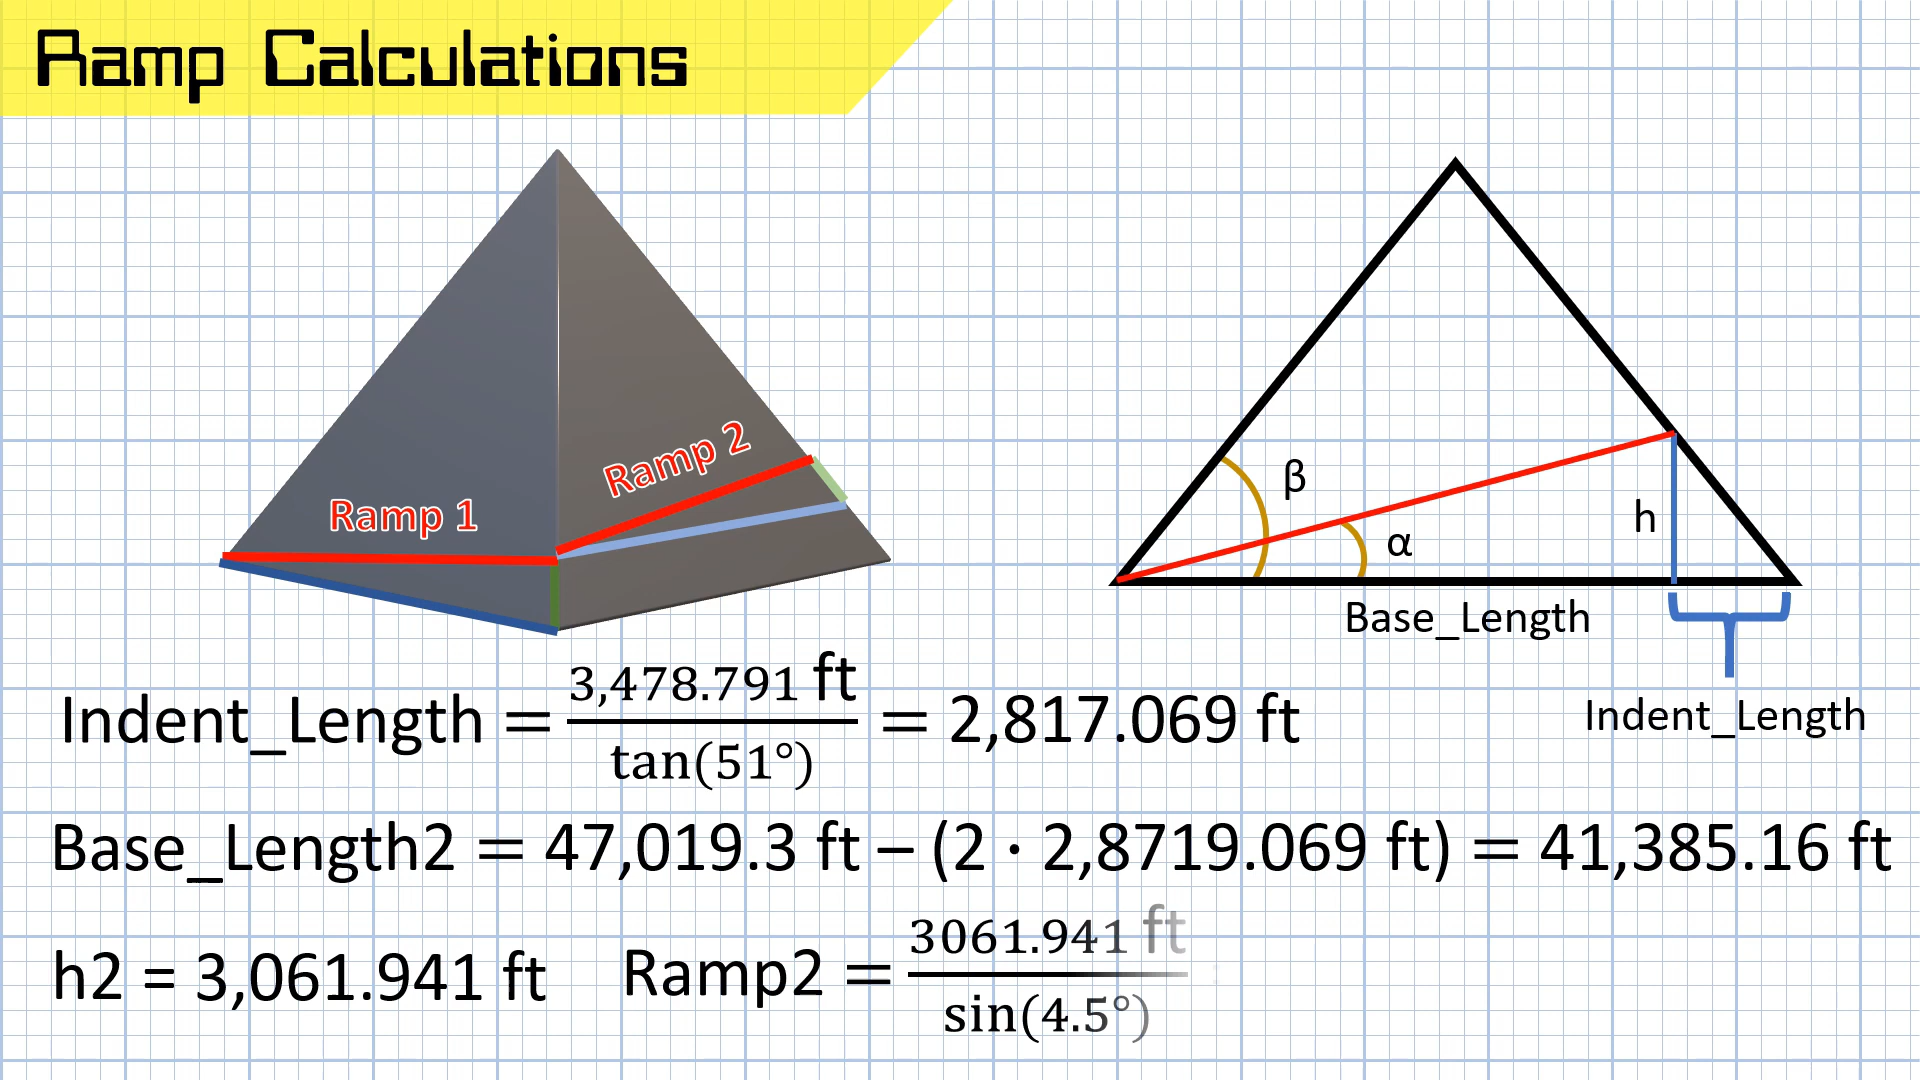 Ramp Calculations
Ramp 1
Ramp 2
β
α
h
Base_Length
Indent_Length
Indent_Length = 3,478.791 ft / tan(51°) = 2,817.069 ft
Base_Length2 = 47,019.3 ft – (2 · 2,8719.069 ft) = 41,385.16 ft
h2 = 3,061.941 ft
Ramp2 = 3061.941 ft / sin(4.5°)